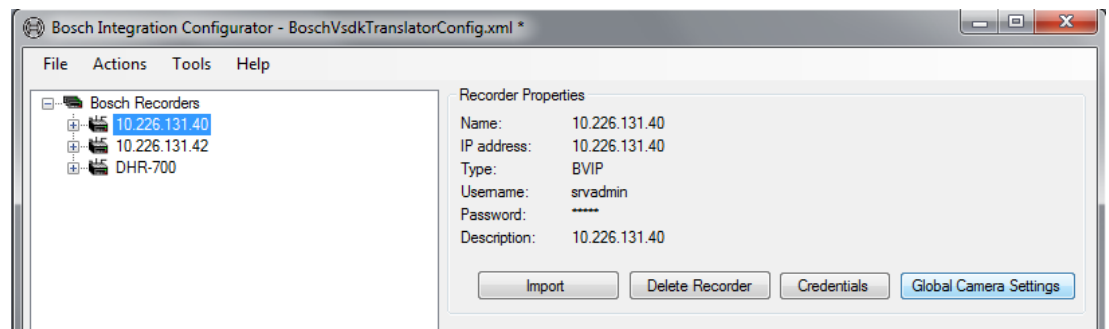 Bosch Integration Configurator - BoschVsdkTranslatorConfig.xml *
File Actions Tools Help
Bosch Recorders
10.226.131.40
10.226.131.42
DHR-700
Recorder Properties
Name: 10.226.131.40
IP address: 10.226.131.40
Type: BVIP
Username: srvadmin
Password: *****
Description: 10.226.131.40
Import Delete Recorder Credentials Global Camera Settings